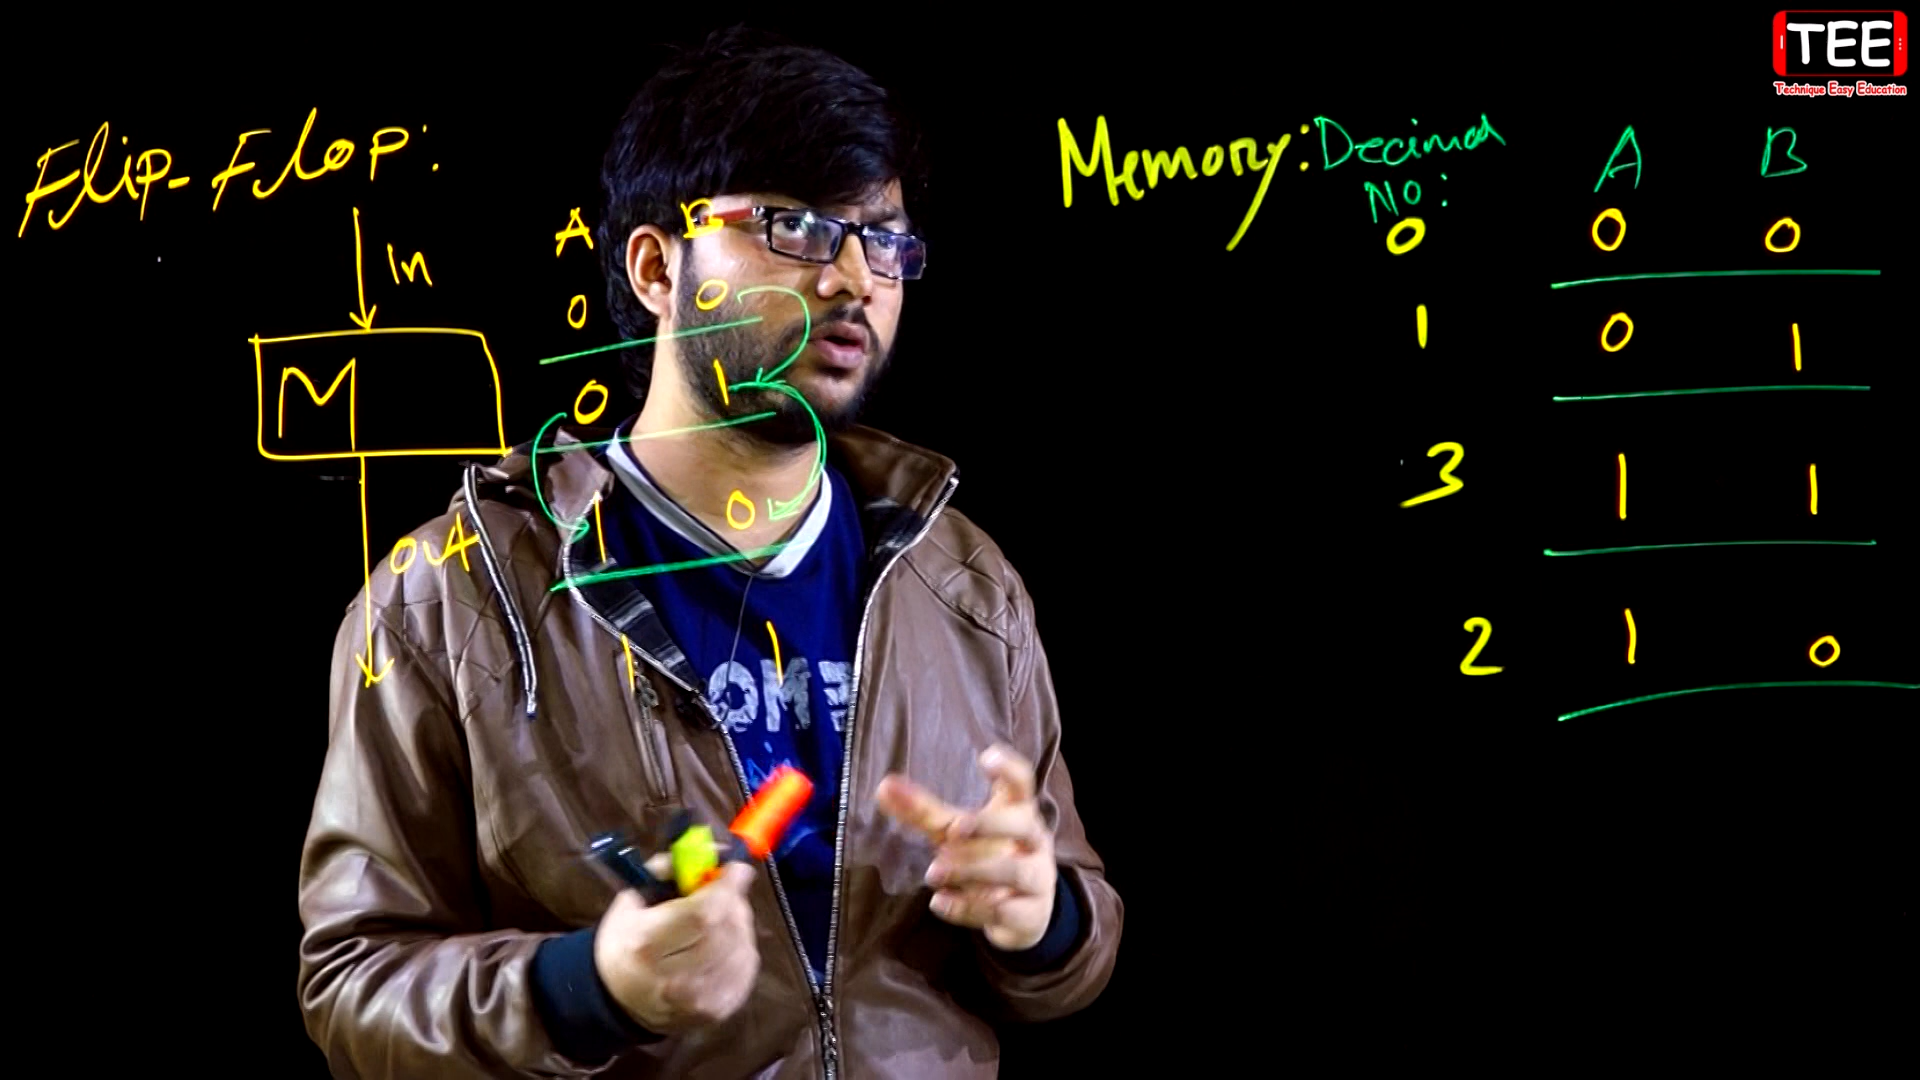 TEE
Technique Easy Education
Flip-Flop:
In
M
Out
A B
0 0
0 1
1 0
1 1
Memory:
Decimal No: A B
0 0 0
1 0 1
3 1 1
2 1 0